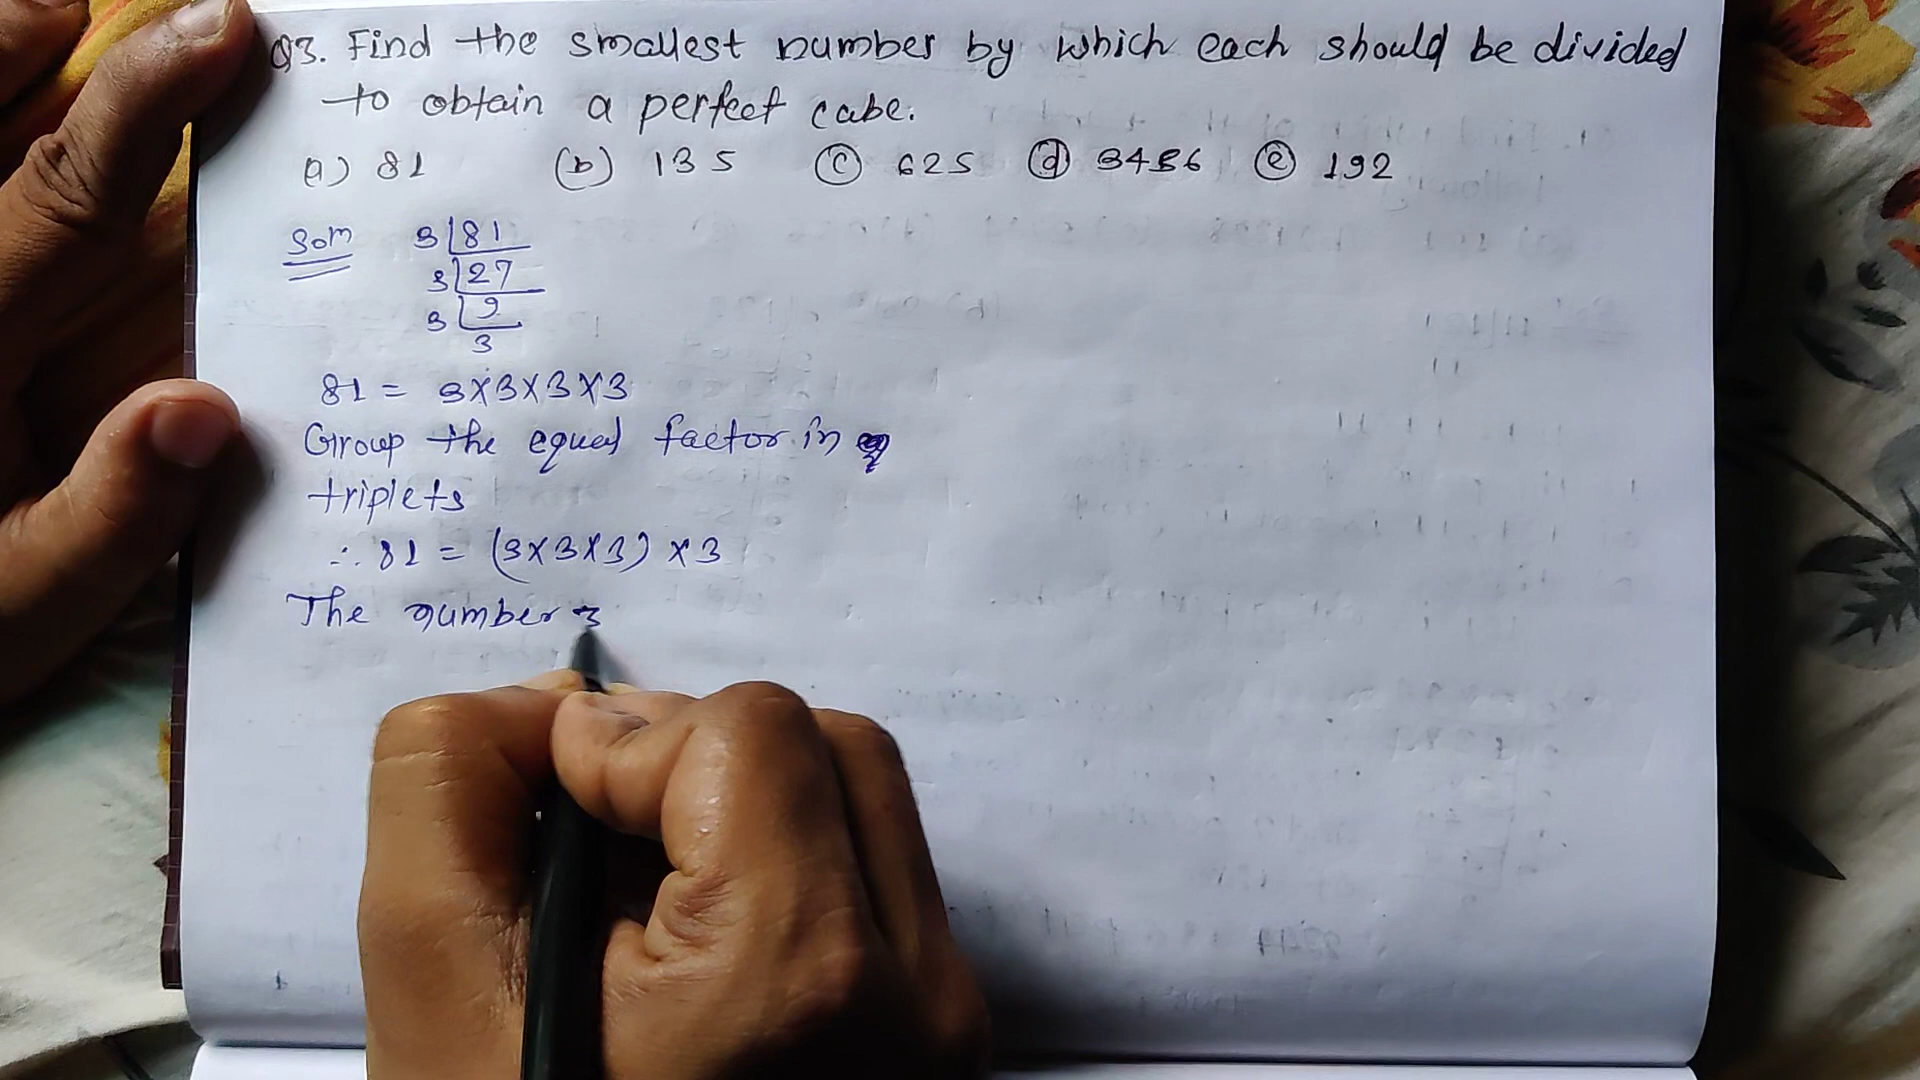 Q3. Find the smallest number by which each should be divided
to obtain a perfect cube.
(a) 81 (b) 135 (c) 625 (d) 3456 (e) 192
Soln 3 81
3 27
3 9
3
81 = 3×3×3×3
Group the equal factor in
triplets
∴ 81 = (3×3×3) × 3
The number 3